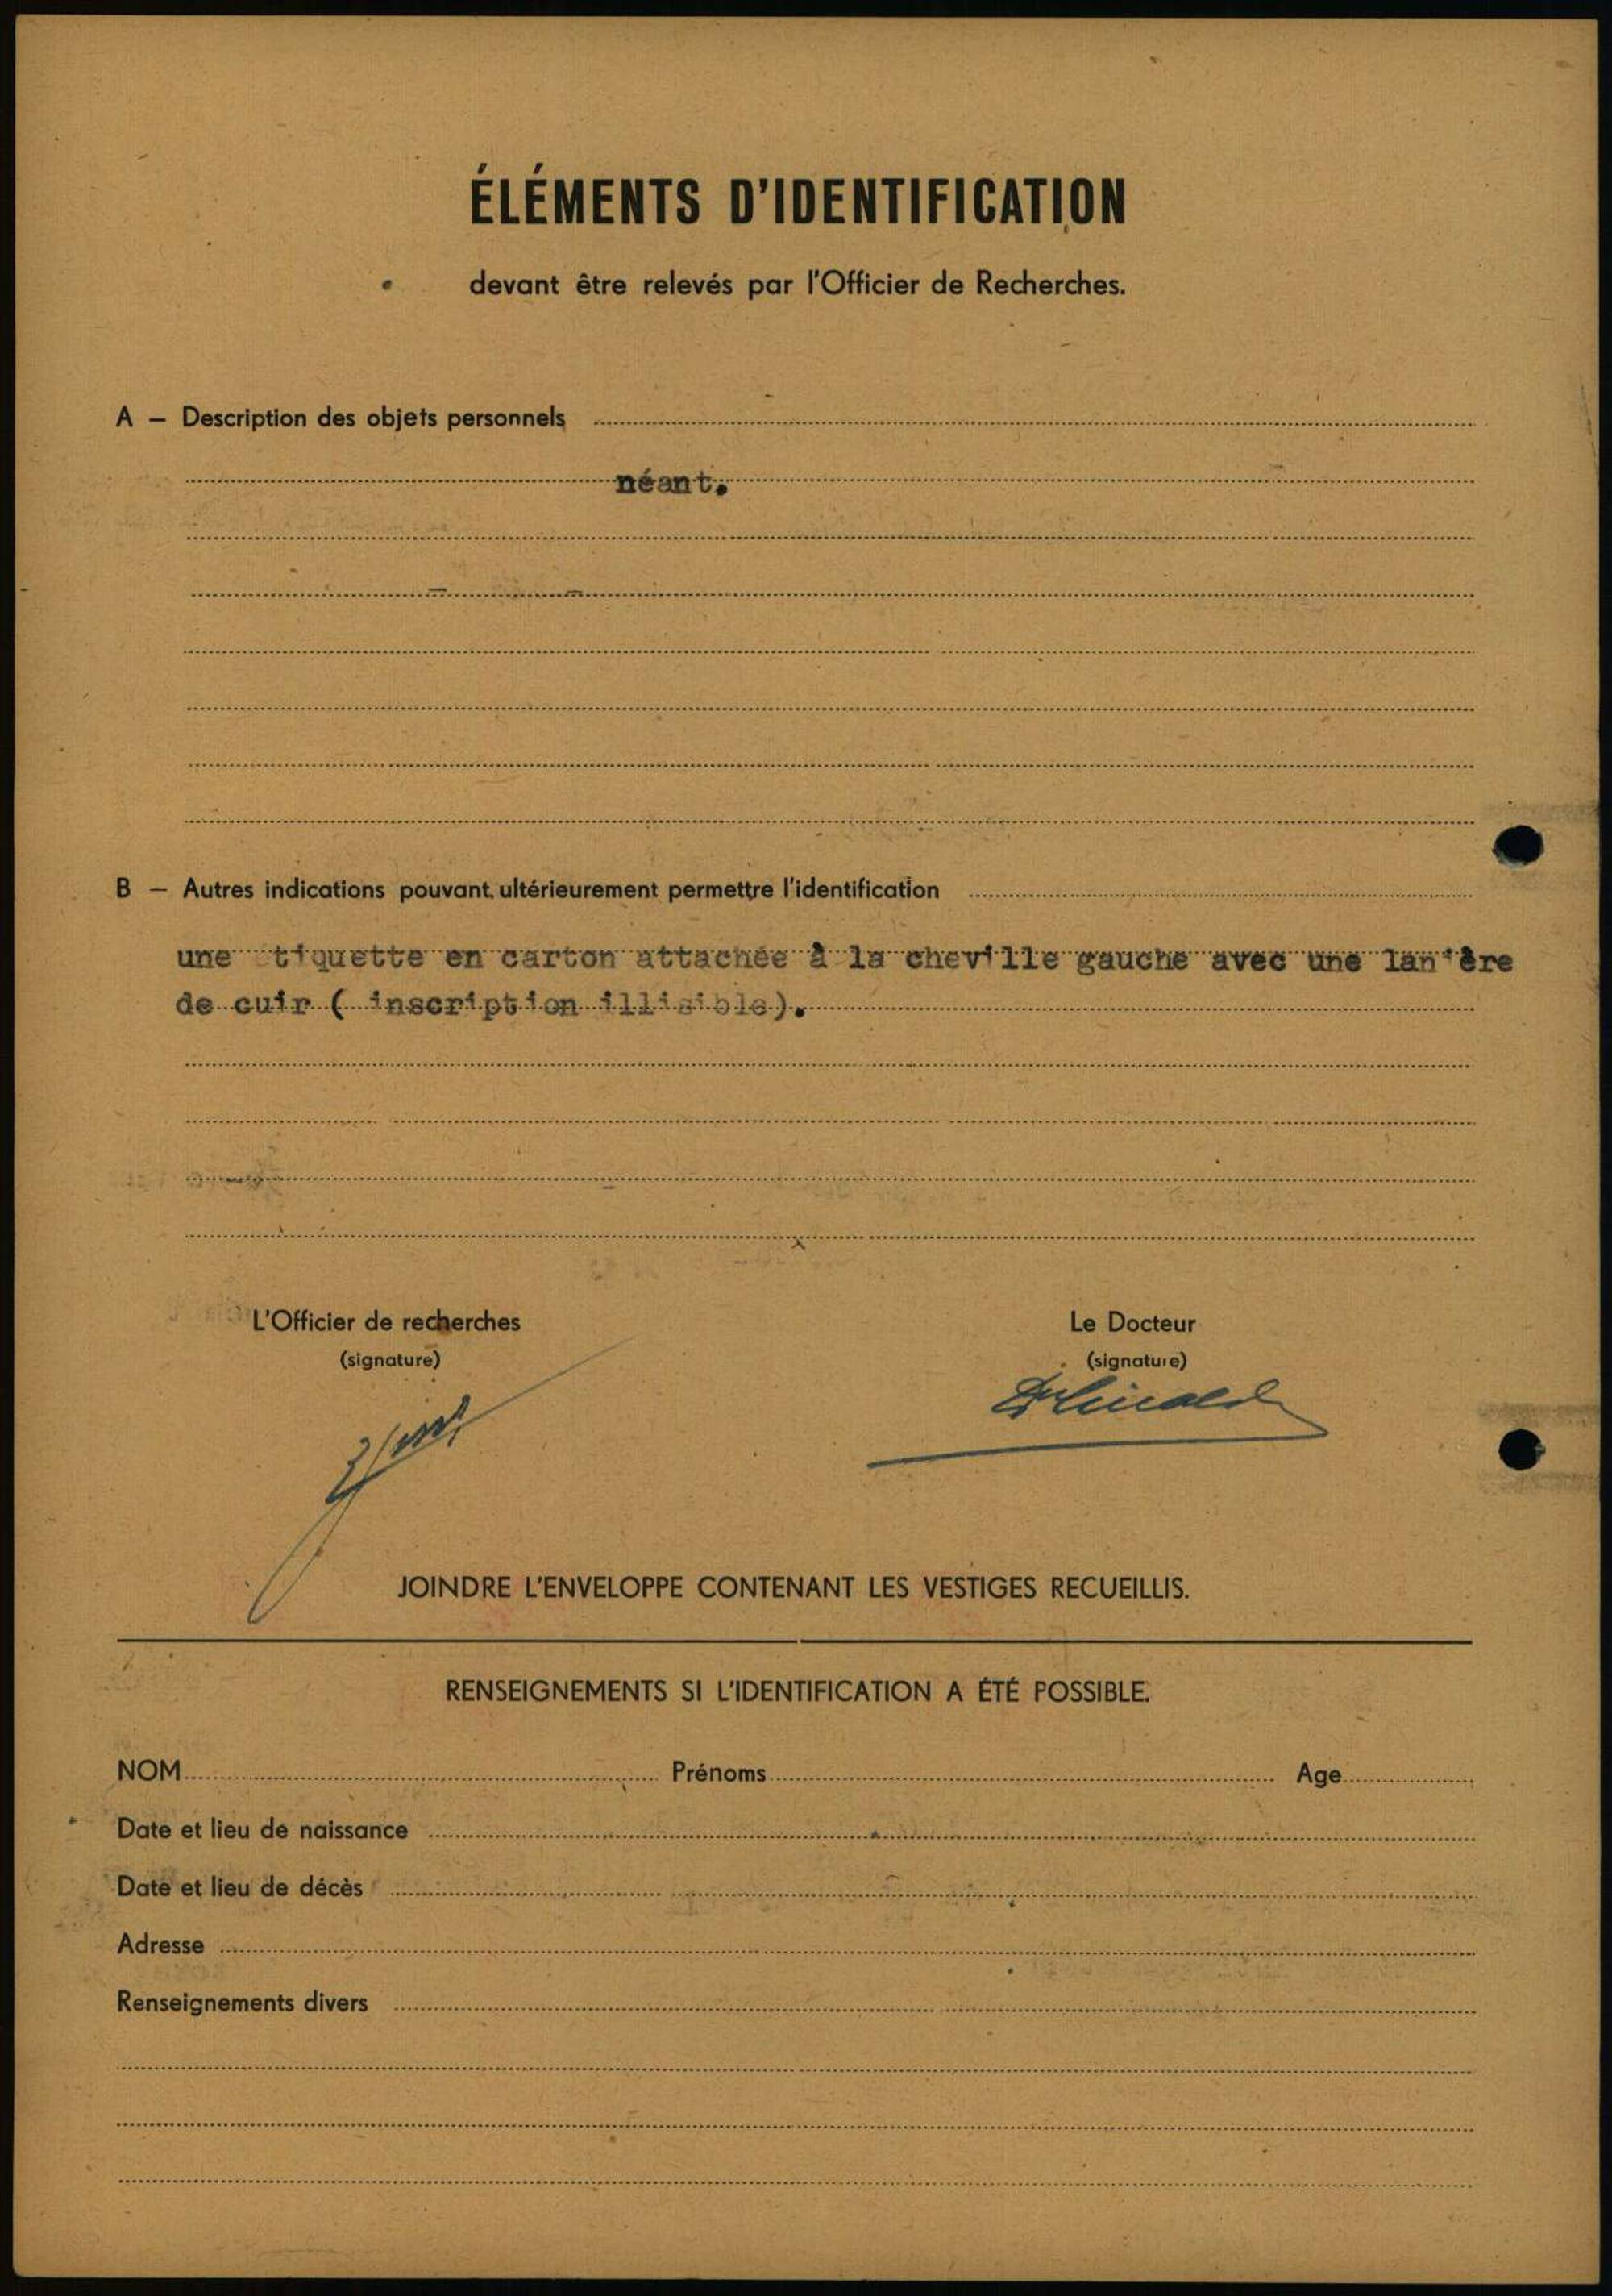 ÉLÉMENTS D'IDENTIFICATION
devant être relevés par l'Officier de Recherches.
A – Description des objets personnels
néant.
B – Autres indications pouvant ultérieurement permettre l'identification
une tiquette en carton attachée à la cheville gauche avec une lanière
de cuir ( inscription illisible).
L'Officier de recherches
(signature)
Le Docteur
(signature)
JOINDRE L'ENVELOPPE CONTENANT LES VESTIGES RECUEILLIS.
RENSEIGNEMENTS SI L'IDENTIFICATION A ÉTÉ POSSIBLE.
NOM Prénoms Age
Date et lieu de naissance
Date et lieu de décès
Adresse
Renseignements divers